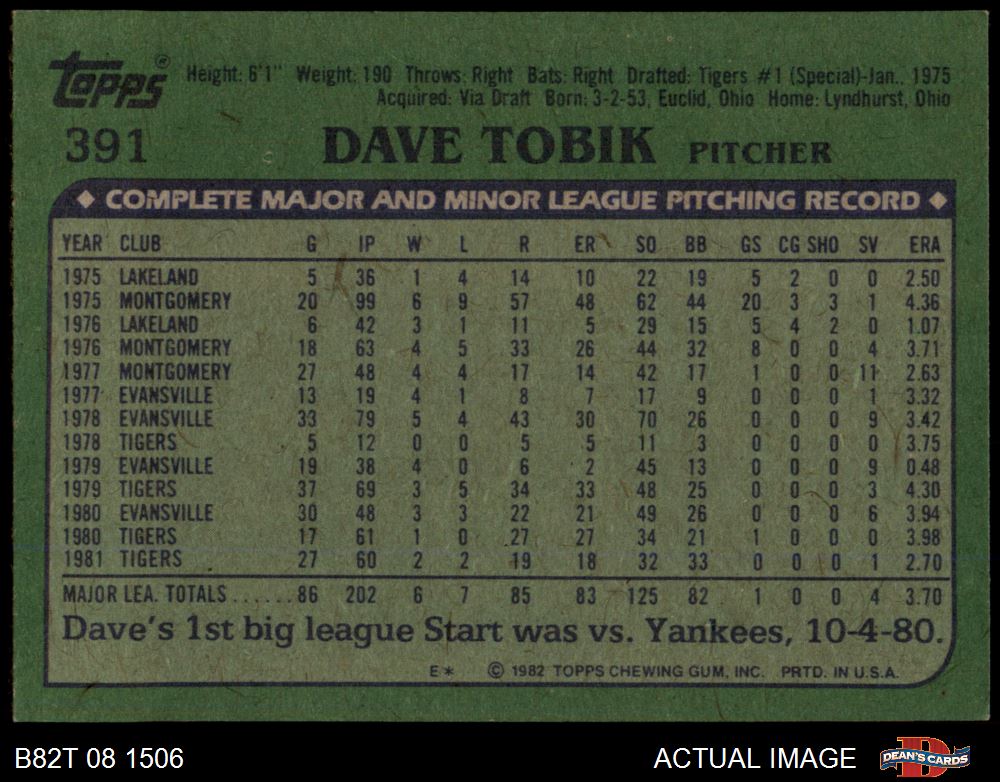 Topps® Height: 6'1" Weight: 190 Throws: Right Bats: Right Drafted: Tigers #1 (Special)-Jan., 1975
Acquired: Via Draft Born: 3-2-53, Euclid, Ohio Home: Lyndhurst, Ohio
391 DAVE TOBIK PITCHER
◆ COMPLETE MAJOR AND MINOR LEAGUE PITCHING RECORD ◆
YEAR CLUB G IP W L R ER SO BB GS CG SHO SV ERA
1975 LAKELAND 5 36 1 4 14 10 22 19 5 2 0 0 2.50
1975 MONTGOMERY 20 99 6 9 57 48 62 44 20 3 3 1 4.36
1976 LAKELAND 6 42 3 1 11 5 29 15 5 4 2 0 1.07
1976 MONTGOMERY 18 63 4 5 33 26 44 32 8 0 0 4 3.71
1977 MONTGOMERY 27 48 4 4 17 14 42 17 1 0 0 11 2.63
1977 EVANSVILLE 13 19 4 1 8 7 17 9 0 0 0 1 3.32
1978 EVANSVILLE 33 79 5 4 43 30 70 26 0 0 0 9 3.42
1978 TIGERS 5 12 0 0 5 5 11 3 0 0 0 0 3.75
1979 EVANSVILLE 19 38 4 0 6 2 45 13 0 0 0 9 0.48
1979 TIGERS 37 69 3 5 34 33 48 25 0 0 0 3 4.30
1980 EVANSVILLE 30 48 3 3 22 21 49 26 0 0 0 6 3.94
1980 TIGERS 17 61 1 0 27 27 34 21 1 0 0 0 3.98
1981 TIGERS 27 60 2 2 19 18 32 33 0 0 0 1 2.70
MAJOR LEA. TOTALS......86 202 6 7 85 83 125 82 1 0 0 4 3.70
Dave's 1st big league Start was vs. Yankees, 10-4-80.
E* © 1982 TOPPS CHEWING GUM, INC. PRTD. IN U.S.A.
B82T 08 1506 ACTUAL IMAGE D DEAN'S CARDS